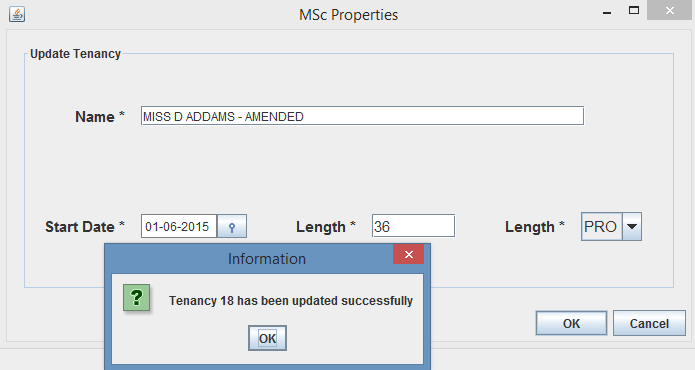 MSc Properties
Update Tenancy
Name * MISS D ADDAMS - AMENDED
Start Date * 01-06-2015 Length * 36 Length * PRO
Information
? Tenancy 18 has been updated successfully
OK
OK Cancel